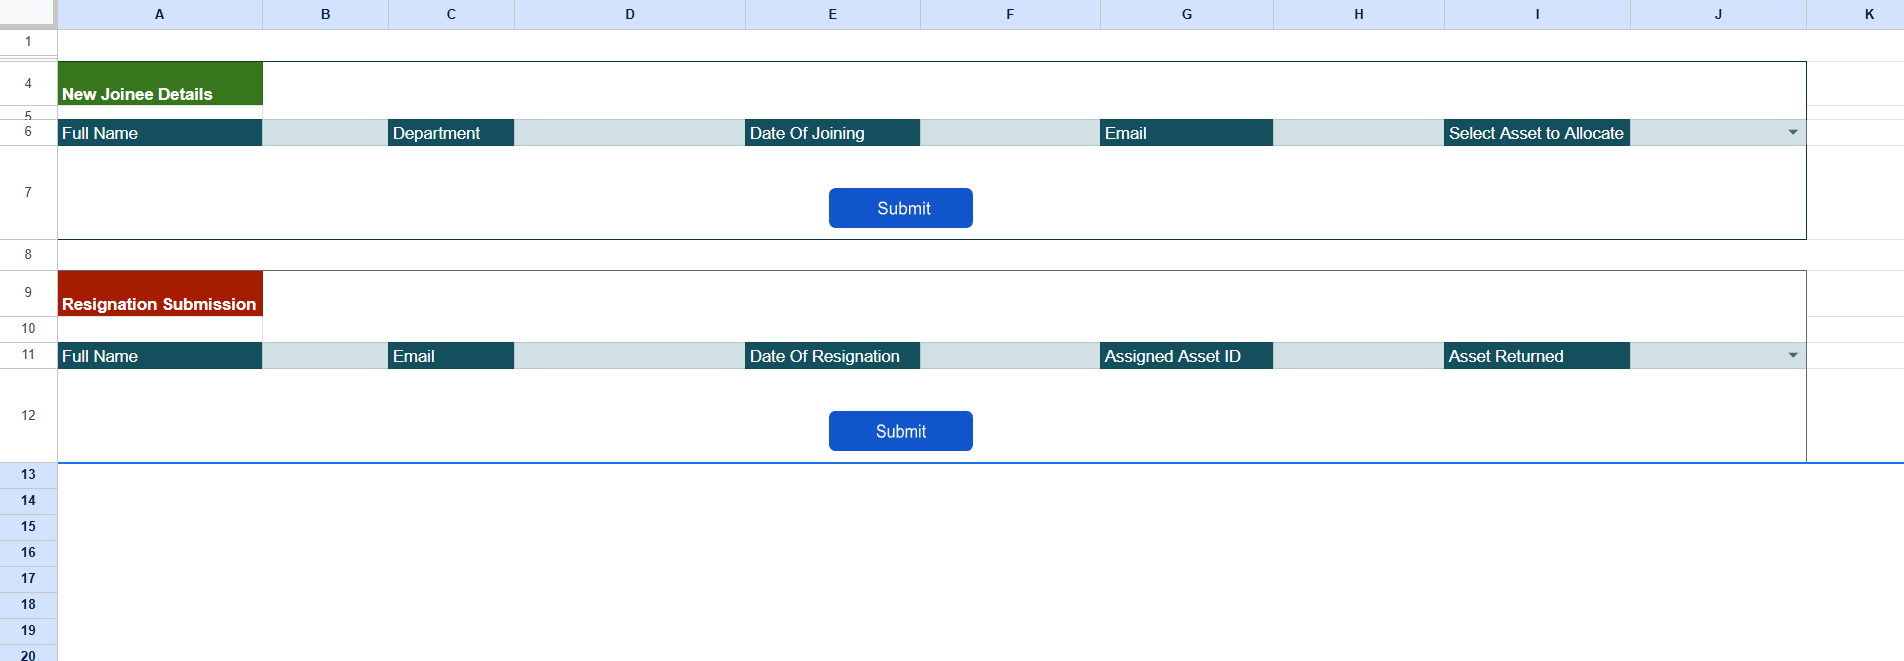 A B C D E F G H I J K
1
4 New Joinee Details
5
6 Full Name Department Date Of Joining Email Select Asset to Allocate
7 Submit
8
9 Resignation Submission
10
11 Full Name Email Date Of Resignation Assigned Asset ID Asset Returned
12 Submit
13
14
15
16
17
18
19
20